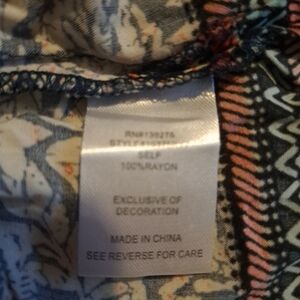 SELF
100%RAYON
EXCLUSIVE OF
DECORATION
MADE IN CHINA
SEE REVERSE FOR CARE